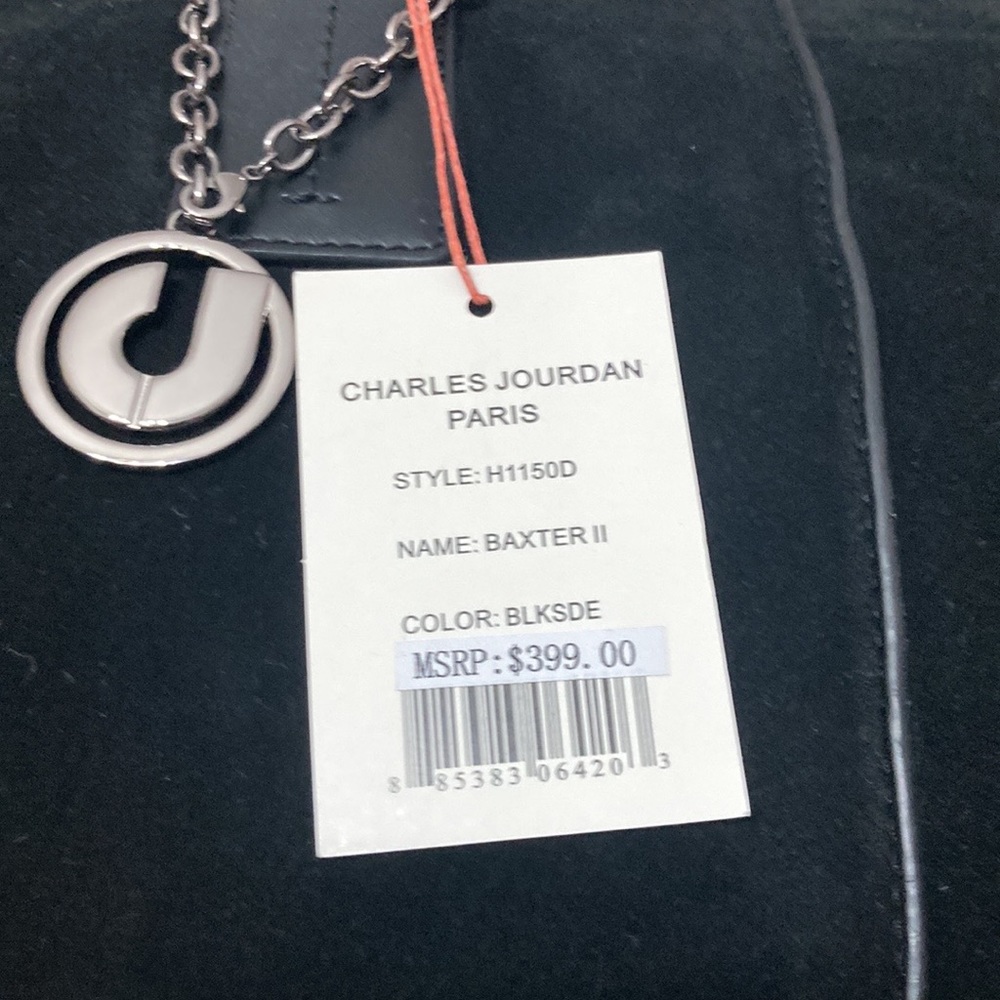 CHARLES JOURDAN
PARIS
STYLE: H1150D
NAME: BAXTER II
COLOR: BLKSDE
MSRP:$399.00
8 85383 06420 3